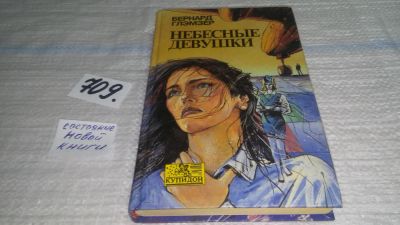 БЕРНАРД
ГЛЭМЗЕР
НЕБЕСНЫЕ
ДЕВУШКИ
709.
СОСТОЯНИЕ
НОВОЙ
КНИГИ
КУПИДОН